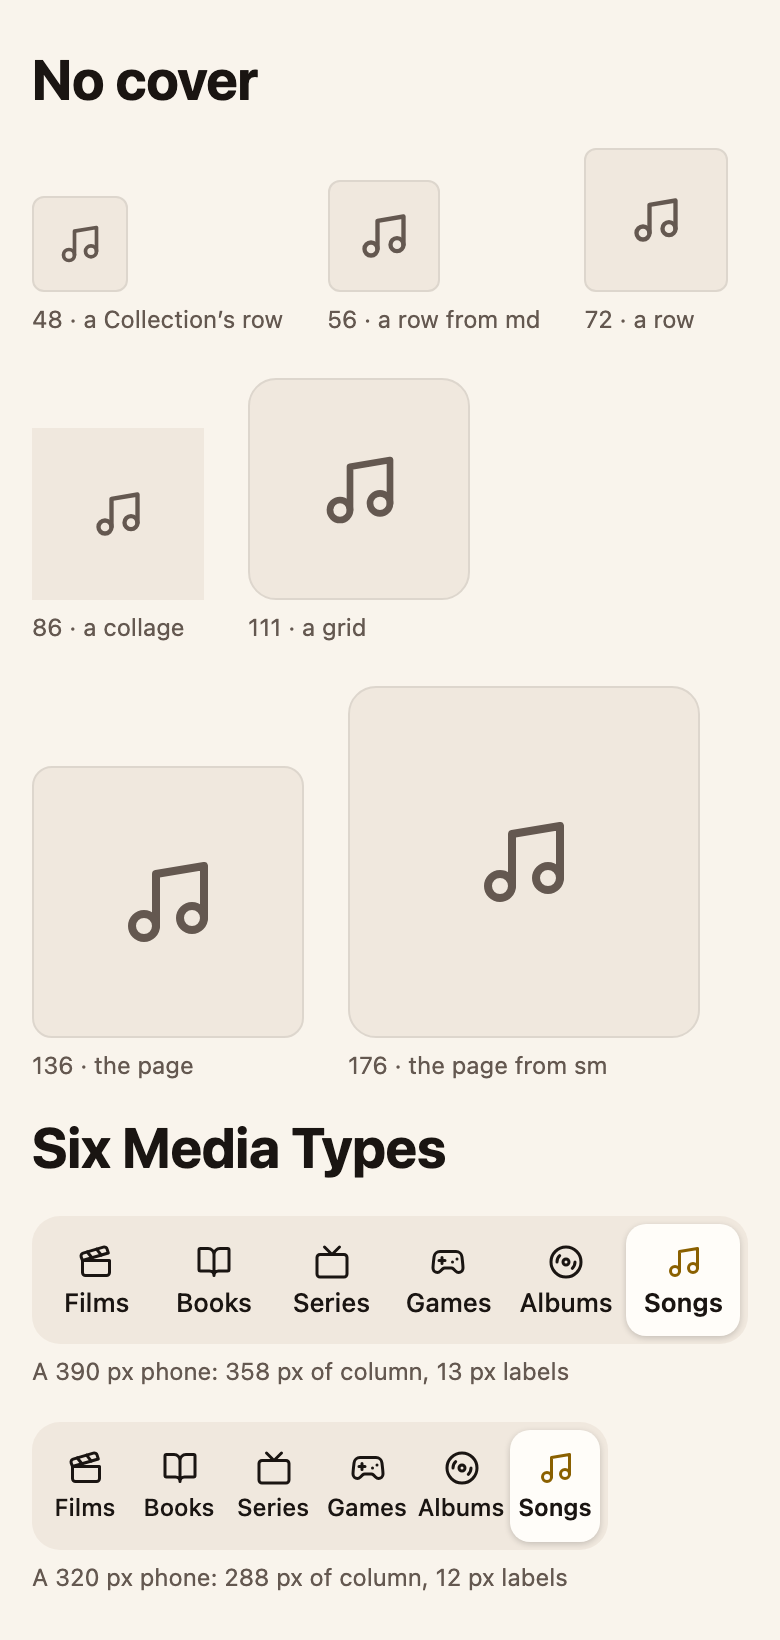 No cover
48 · a Collection’s row
56 · a row from md
72 · a row
86 · a collage
111 · a grid
136 · the page
176 · the page from sm
Six Media Types
Films
Books
Series
Games
Albums
Songs
A 390 px phone: 358 px of column, 13 px labels
Films
Books
Series
Games
Albums
Songs
A 320 px phone: 288 px of column, 12 px labels